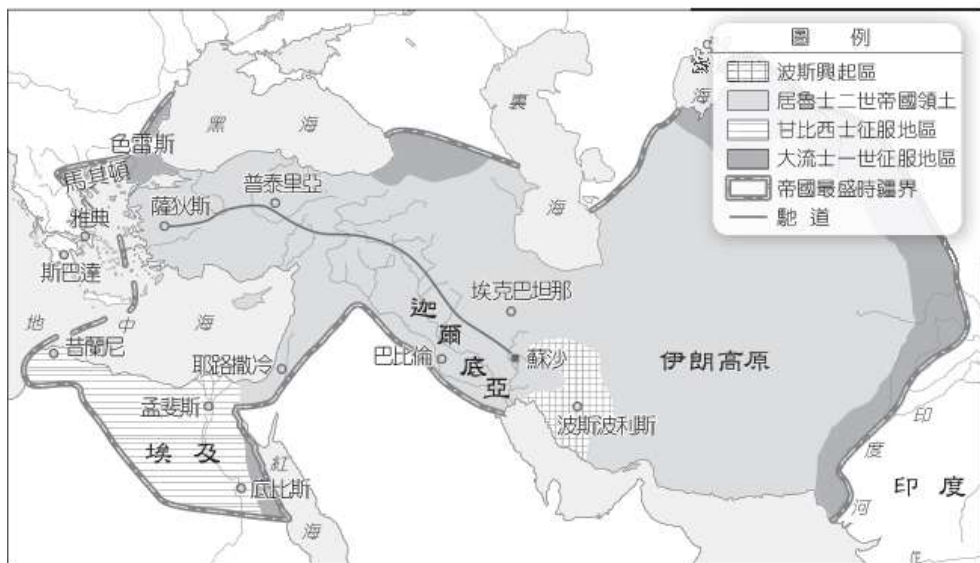 圖 例
波斯興起區
居魯士二世帝國領土
甘比西士征服地區
大流士一世征服地區
帝國最盛時疆界
馳道
鹹海
裏海
黑海
色雷斯
馬其頓
普泰里亞
薩狄斯
雅典
斯巴達
埃克巴坦那
迦爾底亞
地中海
昔蘭尼
巴比倫
蘇沙
伊朗高原
耶路撒冷
孟斐斯
波斯波利斯
埃及
紅海
底比斯
印度河
印度